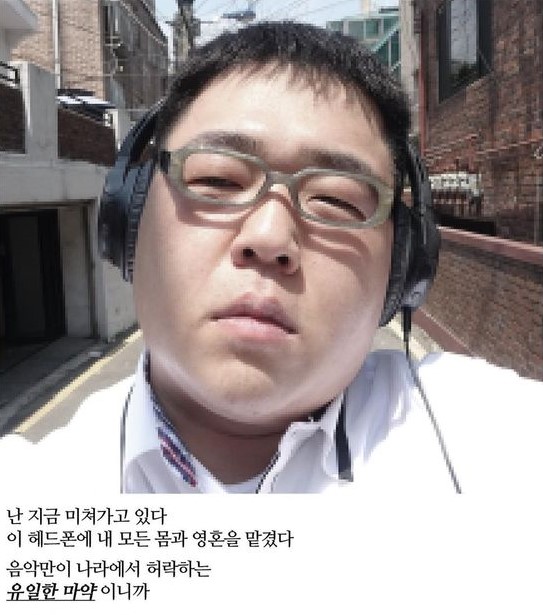 난 지금 미쳐가고 있다
이 헤드폰에 내 모든 몸과 영혼을 맡겼다
음악만이 나라에서 허락하는
유일한 마약이니까